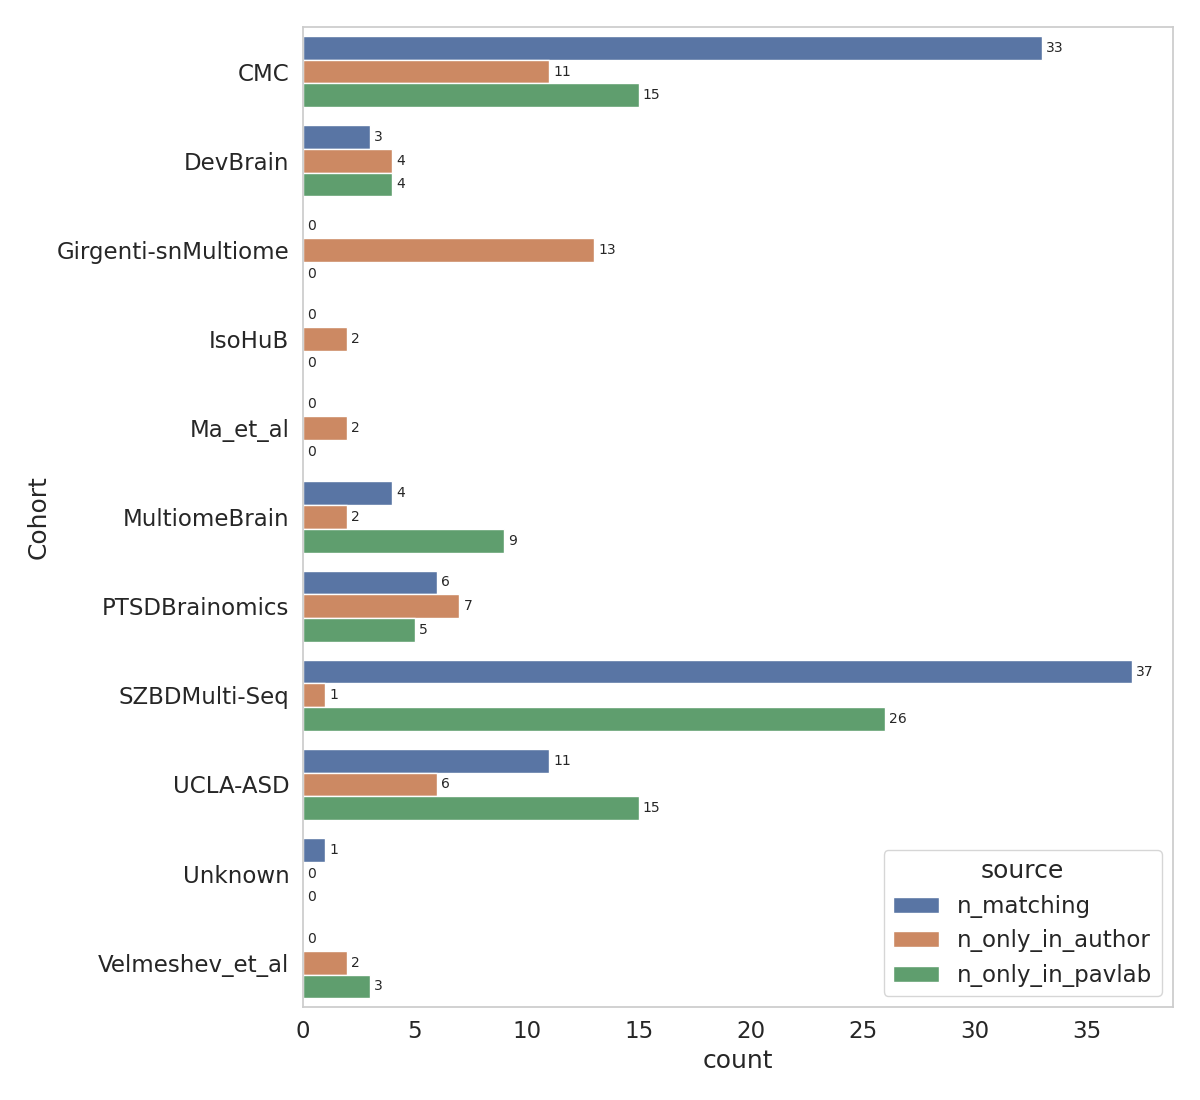 CMC
33
11
15
DevBrain
3
4
4
Girgenti-snMultiome
0
13
0
IsoHuB
0
2
0
Ma_et_al
0
2
0
MultiomeBrain
4
2
9
PTSDBrainomics
6
7
5
SZBDMulti-Seq
37
1
26
UCLA-ASD
11
6
15
Unknown
1
0
0
Velmeshev_et_al
0
2
3
Cohort
0 5 10 15 20 25 30 35
count
source
n_matching
n_only_in_author
n_only_in_pavlab